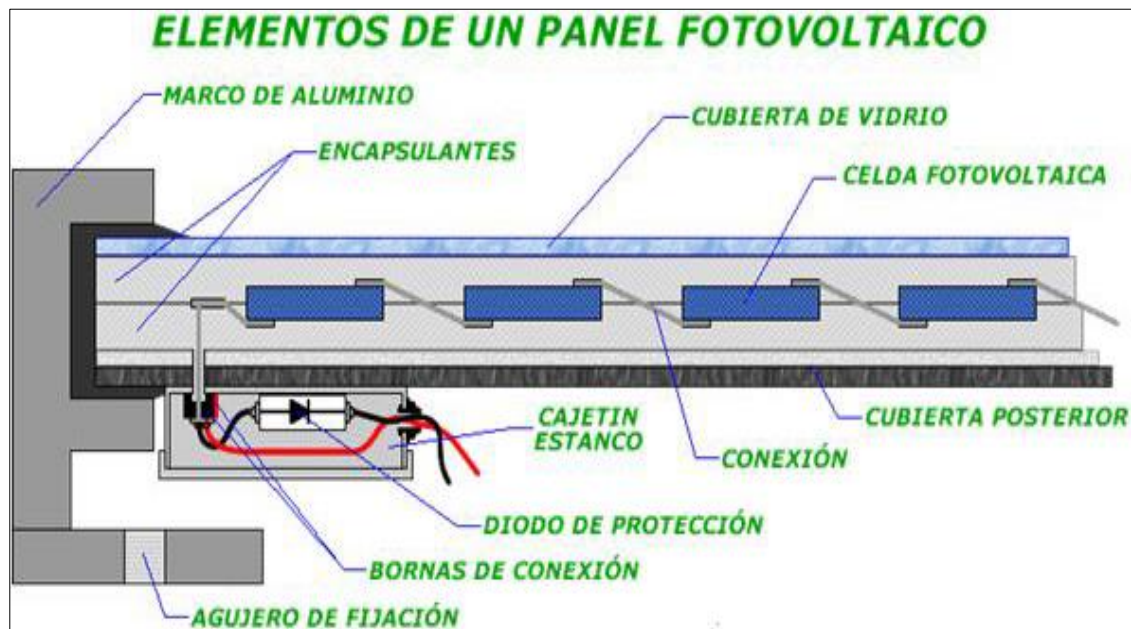 ELEMENTOS DE UN PANEL FOTOVOLTAICO
MARCO DE ALUMINIO
CUBIERTA DE VIDRIO
ENCAPSULANTES
CELDA FOTOVOLTAICA
CAJETIN
ESTANCO
CUBIERTA POSTERIOR
CONEXIÓN
DIODO DE PROTECCIÓN
BORNAS DE CONEXIÓN
AGUJERO DE FIJACIÓN